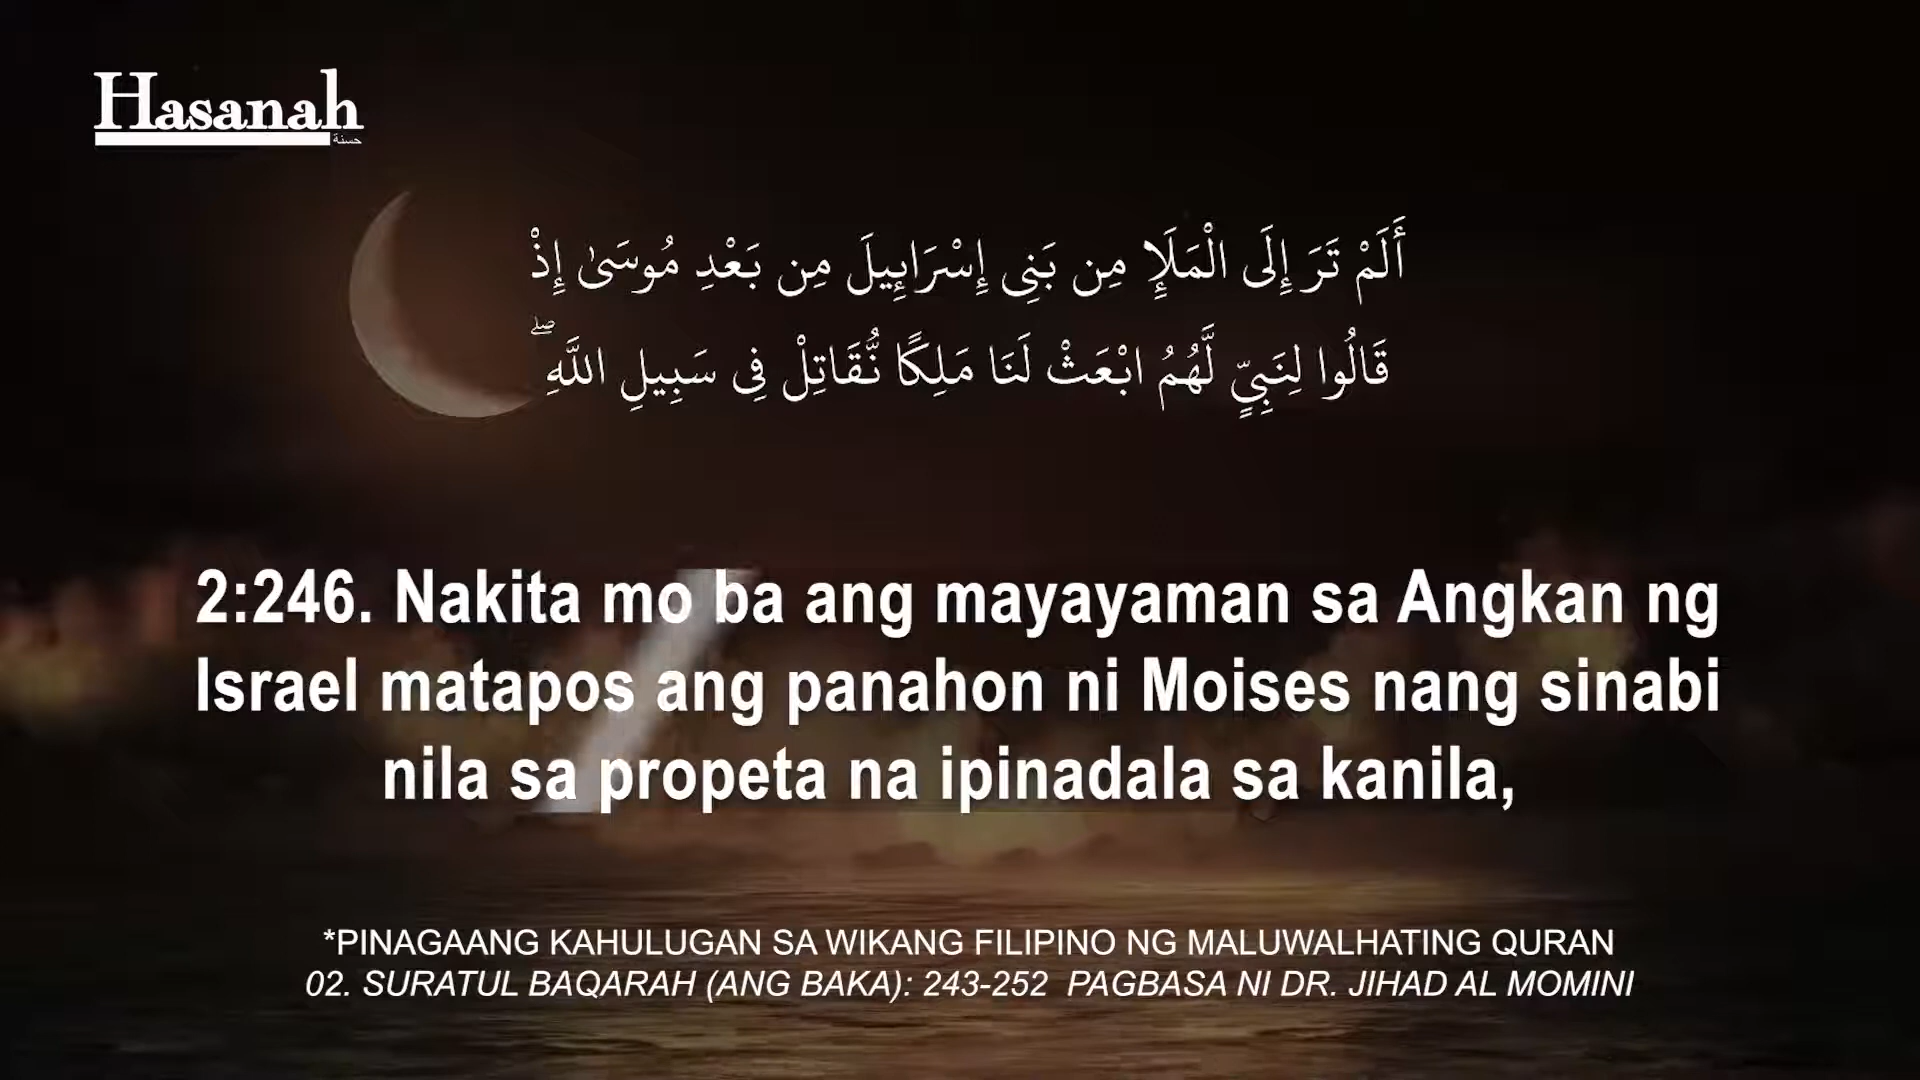 Hasanah
حسنة
أَلَمْ تَرَ إِلَى الْمَلَإِ مِن بَنِى إِسْرَاءِيلَ مِن بَعْدِ مُوسَىٰ إِذْ
قَالُوا لِنَبِيٍّ لَّهُمُ ابْعَثْ لَنَا مَلِكًا نُّقَاتِلْ فِى سَبِيلِ اللَّهِ ۖ
2:246. Nakita mo ba ang mayayaman sa Angkan ng
Israel matapos ang panahon ni Moises nang sinabi
nila sa propeta na ipinadala sa kanila,
*PINAGAANG KAHULUGAN SA WIKANG FILIPINO NG MALUWALHATING QURAN
02. SURATUL BAQARAH (ANG BAKA): 243-252 PAGBASA NI DR. JIHAD AL MOMINI